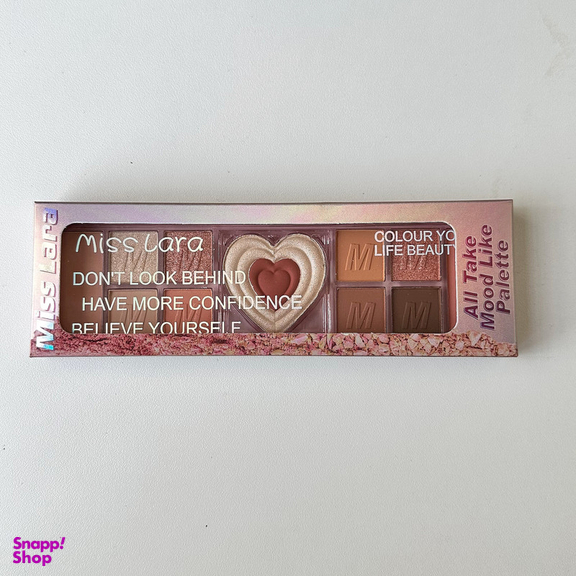 Miss Lara
Miss Lara
DON'T LOOK BEHIND
HAVE MORE CONFIDENCE
BELIEVE YOURSELF
COLOUR YO
LIFE BEAUT
M
M
M
M
M
M
All Take
Mood Like
Palette
Snapp!
Shop